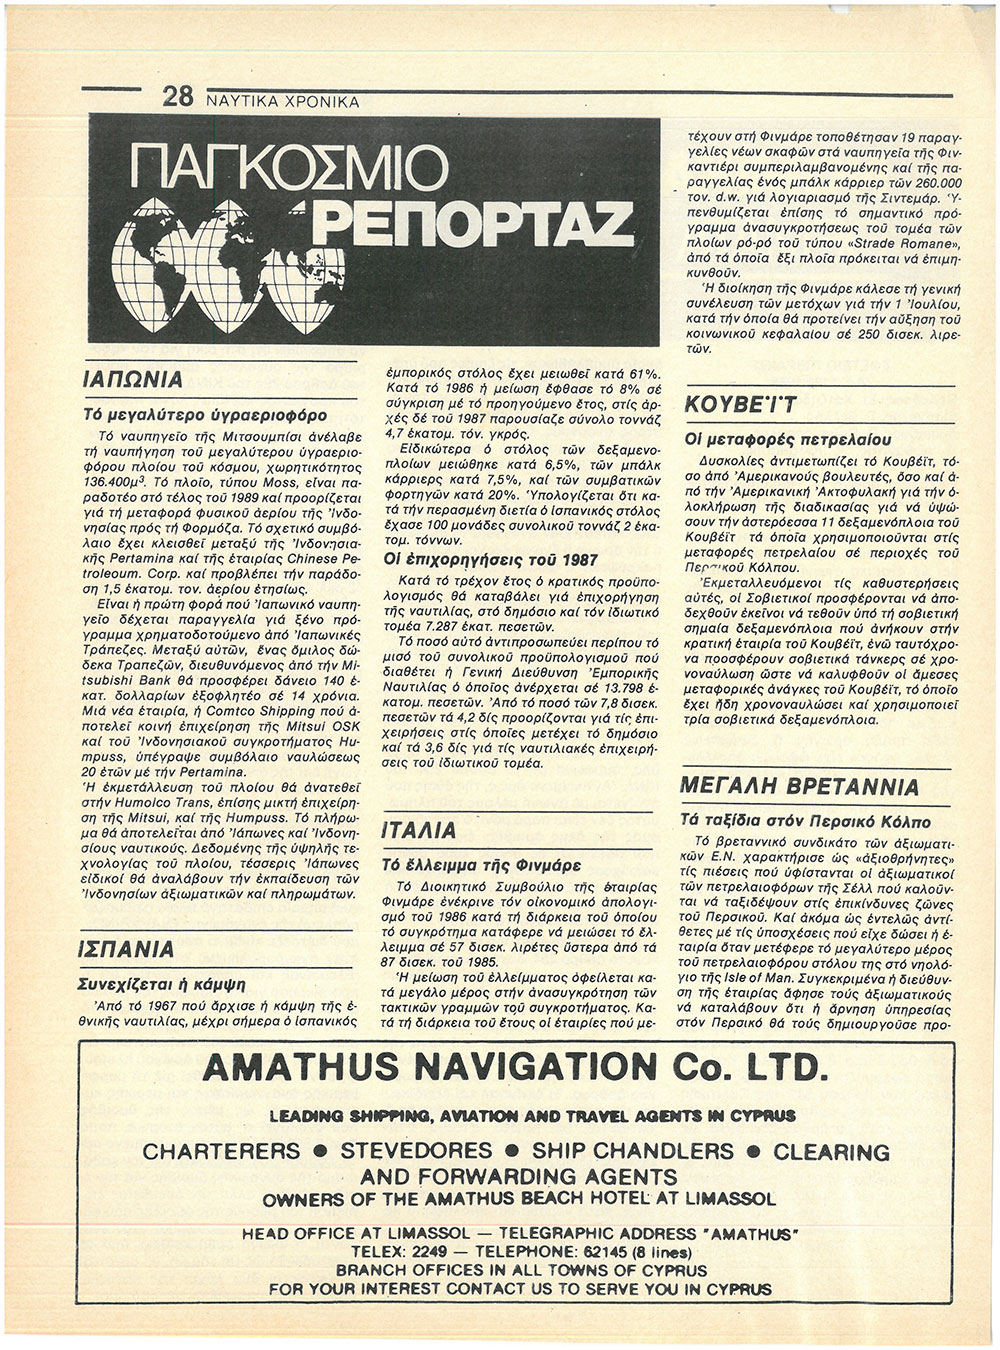 28 ΝΑΥΤΙΚΑ ΧΡΟΝΙΚΑ
ΠΑΓΚΟΣΜΙΟ
ΡΕΠΟΡΤΑΖ
ΙΑΠΩΝΙΑ
Τό μεγαλύτερο ὑγραεριοφόρο
Τό ναυπηγεῖο τῆς Μιτσουμπίσι ἀνέλαβε
τή ναυπήγηση τοῦ μεγαλύτερου ὑγραεριο-
φόρου πλοίου τοῦ κόσμου, χωρητικότητος
136.400μ³. Τό πλοῖο, τύπου Moss, εἶναι πα-
ραδοτέο στό τέλος τοῦ 1989 καί προορίζεται
γιά τή μεταφορά φυσικοῦ ἀερίου τῆς Ἰνδο-
νησίας πρός τή Φορμόζα. Τό σχετικό συμβό-
λαιο ἔχει κλεισθεῖ μεταξύ τῆς Ἰνδονησια-
κῆς Pertamina καί τῆς ἑταιρίας Chinese Pe-
troleoum. Corp. καί προβλέπει τήν παράδο-
ση 1,5 ἑκατομ. τον. ἀερίου ἐτησίως.
Εἶναι ἡ πρώτη φορά πού Ἰαπωνικό ναυπη-
γεῖο δέχεται παραγγελία γιά ξένο πρό-
γραμμα χρηματοδοτούμενο ἀπό Ἰαπωνικές
Τράπεζες. Μεταξύ αὐτῶν, ἕνας ὅμιλος δώ-
δεκα Τραπεζῶν, διευθυνόμενος ἀπό τήν Mi-
tsubishi Bank θά προσφέρει δάνειο 140 ἑ-
κατ. δολλαρίων ἐξοφλητέο σέ 14 χρόνια.
Μιά νέα ἑταιρία, ἡ Comtco Shipping πού ἀ-
ποτελεῖ κοινή ἐπιχείρηση τῆς Mitsui OSK
καί τοῦ Ἰνδονησιακοῦ συγκροτήματος Hu-
mpuss, ὑπέγραψε συμβόλαιο ναυλώσεως
20 ἐτῶν μέ τήν Pertamina.
Ἡ ἐκμετάλλευση τοῦ πλοίου θά ἀνατεθεῖ
στήν Humolco Trans, ἐπίσης μικτή ἐπιχείρη-
ση τῆς Mitsui, καί τῆς Humpuss. Τό πλήρω-
μα θά ἀποτελεῖται ἀπό Ἰάπωνες καί Ἰνδονη-
σίους ναυτικούς. Δεδομένης τῆς ὑψηλῆς τε-
χνολογίας τοῦ πλοίου, τέσσερις Ἰάπωνες
εἰδικοί θά ἀναλάβουν τήν ἐκπαίδευση τῶν
Ἰνδονησίων ἀξιωματικῶν καί πληρωμάτων.
ΙΣΠΑΝΙΑ
Συνεχίζεται ἡ κάμψη
Ἀπό τό 1967 πού ἄρχισε ἡ κάμψη τῆς ἐ-
θνικῆς ναυτιλίας, μέχρι σήμερα ὁ Ισπανικός
ἐμπορικός στόλος ἔχει μειωθεῖ κατά 61%.
Κατά τό 1986 ἡ μείωση ἔφθασε τό 8% σέ
σύγκριση μέ τό προηγούμενο ἔτος, στίς ἀρ-
χές δέ τοῦ 1987 παρουσίαζε σύνολο τοννάζ
4,7 ἑκατομ. τόν. γκρός.
Εἰδικώτερα ὁ στόλος τῶν δεξαμενο-
πλοίων μειώθηκε κατά 6,5%, τῶν μπάλκ
κάρριερς κατά 7,5%, καί τῶν συμβατικῶν
φορτηγῶν κατά 20%. Ὑπολογίζεται ὅτι κα-
τά τήν περασμένη διετία ὁ Ισπανικός στόλος
ἔχασε 100 μονάδες συνολικοῦ τοννάζ 2 ἑκα-
τομ. τόννων.
Οἱ ἐπιχορηγήσεις τοῦ 1987
Κατά τό τρέχον ἔτος ὁ κρατικός προϋπο-
λογισμός θά καταβάλει γιά ἐπιχορήγηση
τῆς ναυτιλίας, στό δημόσιο καί τόν ἰδιωτικό
τομέα 7.287 ἑκατ. πεσετῶν.
Τό ποσό αὐτό ἀντιπροσωπεύει περίπου τό
μισό τοῦ συνολικοῦ προϋπολογισμοῦ πού
διαθέτει ἡ Γενική Διεύθυνση Ἐμπορικῆς
Ναυτιλίας ὁ ὁποῖος ἀνέρχεται σέ 13.798 ἑ-
κατομ. πεσετῶν. Ἀπό τό ποσό τῶν 7,8 δισεκ.
πεσετῶν τά 4,2 δίς προορίζονται γιά τίς ἐπι-
χειρήσεις στίς ὁποῖες μετέχει τό δημόσιο
καί τά 3,6 δίς γιά τίς ναυτιλιακές ἐπιχειρή-
σεις τοῦ ἰδιωτικοῦ τομέα.
ΙΤΑΛΙΑ
Τό ἔλλειμμα τῆς Φινμάρε
Τό Διοικητικό Συμβούλιο τῆς ἑταιρίας
Φινμάρε ἐνέκρινε τόν οἰκονομικό ἀπολογι-
σμό τοῦ 1986 κατά τή διάρκεια τοῦ ὁποίου
τό συγκρότημα κατάφερε νά μειώσει τό ἔλ-
λειμμα σέ 57 δισεκ. λιρέτες ὕστερα ἀπό τά
87 δισεκ. τοῦ 1985.
Ἡ μείωση τοῦ ἐλλείμματος ὀφείλεται κα-
τά μεγάλο μέρος στήν ἀνασυγκρότηση τῶν
τακτικῶν γραμμῶν τοῦ συγκροτήματος. Κα-
τά τή διάρκεια τοῦ ἔτους οἱ ἑταιρίες πού με-
τέχουν στή Φινμάρε τοποθέτησαν 19 παραγ-
γελίες νέων σκαφῶν στά ναυπηγεῖα τῆς Φιν-
καντιέρι συμπεριλαμβανομένης καί τῆς πα-
ραγγελίας ἑνός μπάλκ κάρριερ τῶν 260.000
τον. d.w. γιά λογιαριασμό τῆς Σιντεμάρ. Ὑ-
πενθυμίζεται ἐπίσης τό σημαντικό πρό-
γραμμα ἀνασυγκροτήσεως τοῦ τομέα τῶν
πλοίων ρό-ρό τοῦ τύπου «Strade Romane»,
ἀπό τά ὁποῖα ἕξι πλοῖα πρόκειται νά ἐπιμη-
κυνθοῦν.
Ἡ διοίκηση τῆς Φινμάρε κάλεσε τή γενική
συνέλευση τῶν μετόχων γιά τήν 1 Ἰουλίου,
κατά τήν ὁποία θά προτείνει τήν αὔξηση τοῦ
κοινωνικοῦ κεφαλαίου σέ 250 δισεκ. λιρε-
τῶν.
ΚΟΥΒΕΪΤ
Οἱ μεταφορές πετρελαίου
Δυσκολίες ἀντιμετωπίζει τό Κουβέϊτ, τό-
σο ἀπό Ἀμερικανούς βουλευτές, ὅσο καί ἀ-
πό τήν Ἀμερικανική Ἀκτοφυλακή γιά τήν ὁ-
λοκλήρωση τῆς διαδικασίας γιά νά ὑψώ-
σουν τήν ἀστερόεσσα 11 δεξαμενόπλοια τοῦ
Κουβέϊτ τά ὁποῖα χρησιμοποιοῦνται στίς
μεταφορές πετρελαίου σέ περιοχές τοῦ
Περσικοῦ Κόλπου.
Ἐκμεταλλευόμενοι τίς καθυστερήσεις
αὐτές, οἱ Σοβιετικοί προσφέρονται νά ἀπο-
δεχθοῦν ἐκεῖνοι νά τεθοῦν ὑπό τή σοβιετική
σημαία δεξαμενόπλοια πού ἀνήκουν στήν
κρατική ἑταιρία τοῦ Κουβέϊτ, ἐνῶ ταυτόχρο-
να προσφέρουν σοβιετικά τάνκερς σέ χρο-
νοναύλωση ὥστε νά καλυφθοῦν οἱ ἄμεσες
μεταφορικές ἀνάγκες τοῦ Κουβέϊτ, τό ὁποῖο
ἔχει ἤδη χρονοναυλώσει καί χρησιμοποιεῖ
τρία σοβιετικά δεξαμενόπλοια.
ΜΕΓΑΛΗ ΒΡΕΤΑΝΝΙΑ
Τά ταξίδια στόν Περσικό Κόλπο
Τό βρεταννικό συνδικάτο τῶν ἀξιωματι-
κῶν Ε.Ν. χαρακτήρισε ὡς «ἀξιοθρήνητες»
τίς πιέσεις πού ὑφίστανται οἱ ἀξιωματικοί
τῶν πετρελαιοφόρων τῆς Σέλλ πού καλοῦν-
ται νά ταξιδέψουν στίς ἐπικίνδυνες ζῶνες
τοῦ Περσικοῦ. Καί ἀκόμα ὡς ἐντελῶς ἀντί-
θετες μέ τίς ὑποσχέσεις πού εἶχε δώσει ἡ ἑ-
ταιρία ὅταν μετέφερε τό μεγαλύτερο μέρος
τοῦ πετρελαιοφόρου στόλου της στό νηολό-
γιο τῆς Isle of Man. Συγκεκριμένα ἡ διεύθυν-
ση τῆς ἑταιρίας ἄφησε τούς ἀξιωματικούς
νά καταλάβουν ὅτι ἡ ἄρνηση ὑπηρεσίας
στόν Περσικό θά τούς δημιουργοῦσε προ-
AMATHUS NAVIGATION Co. LTD.
LEADING SHIPPING, AVIATION AND TRAVEL AGENTS IN CYPRUS
CHARTERERS ● STEVEDORES ● SHIP CHANDLERS ● CLEARING
AND FORWARDING AGENTS
OWNERS OF THE AMATHUS BEACH HOTEL AT LIMASSOL
HEAD OFFICE AT LIMASSOL — TELEGRAPHIC ADDRESS "AMATHUS"
TELEX: 2249 — TELEPHONE: 62145 (8 lines)
BRANCH OFFICES IN ALL TOWNS OF CYPRUS
FOR YOUR INTEREST CONTACT US TO SERVE YOU IN CYPRUS